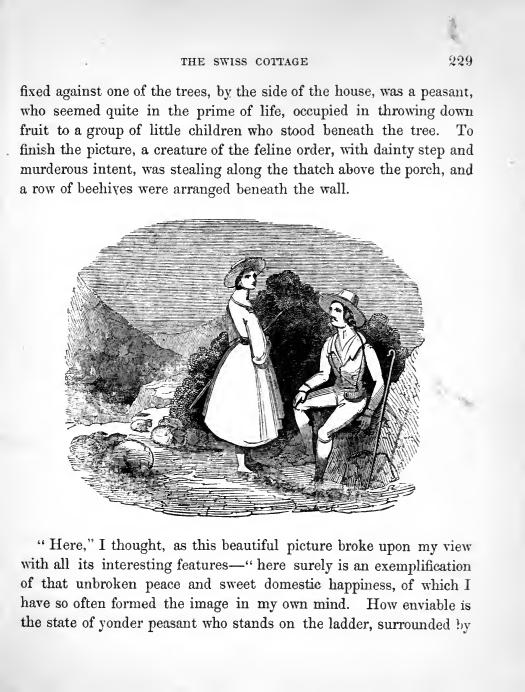 THE SWISS COTTAGE 229
fixed against one of the trees, by the side of the house, was a peasant,
who seemed quite in the prime of life, occupied in throwing down
fruit to a group of little children who stood beneath the tree. To
finish the picture, a creature of the feline order, with dainty step and
murderous intent, was stealing along the thatch above the porch, and
a row of beehives were arranged beneath the wall.
“ Here,” I thought, as this beautiful picture broke upon my view
with all its interesting features—“ here surely is an exemplification
of that unbroken peace and sweet domestic happiness, of which I
have so often formed the image in my own mind. How enviable is
the state of yonder peasant who stands on the ladder, surrounded by